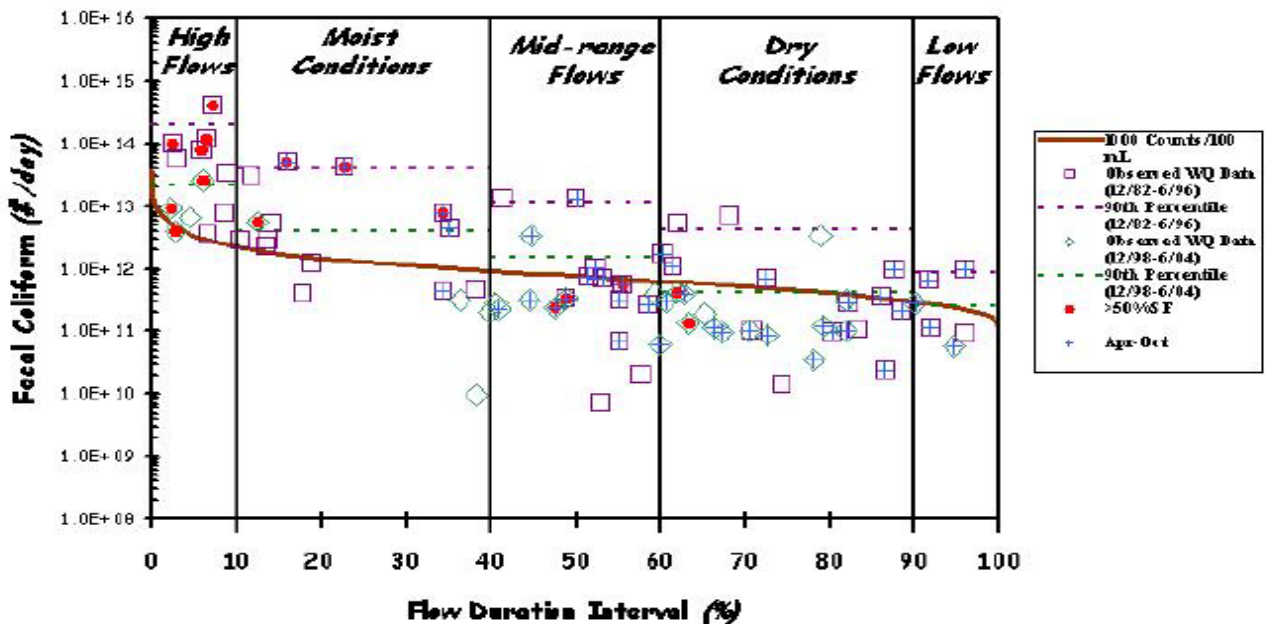 High Flows
Moist Conditions
Mid-range Flows
Dry Conditions
Low Flows
1.0E+16
1.0E+15
1.0E+14
1.0E+13
1.0E+12
1.0E+11
1.0E+10
1.0E+09
1.0E+08
Fecal Coliform (#/day)
0 10 20 30 40 50 60 70 80 90 100
Flow Duration Interval (%)
1000 Counts/100 mL
Observed WQ Data (12/82-6/96)
90th Percentile (12/82-6/96)
Observed WQ Data (12/98-6/04)
90th Percentile (12/98-6/04)
>50% SF
Apr-Oct